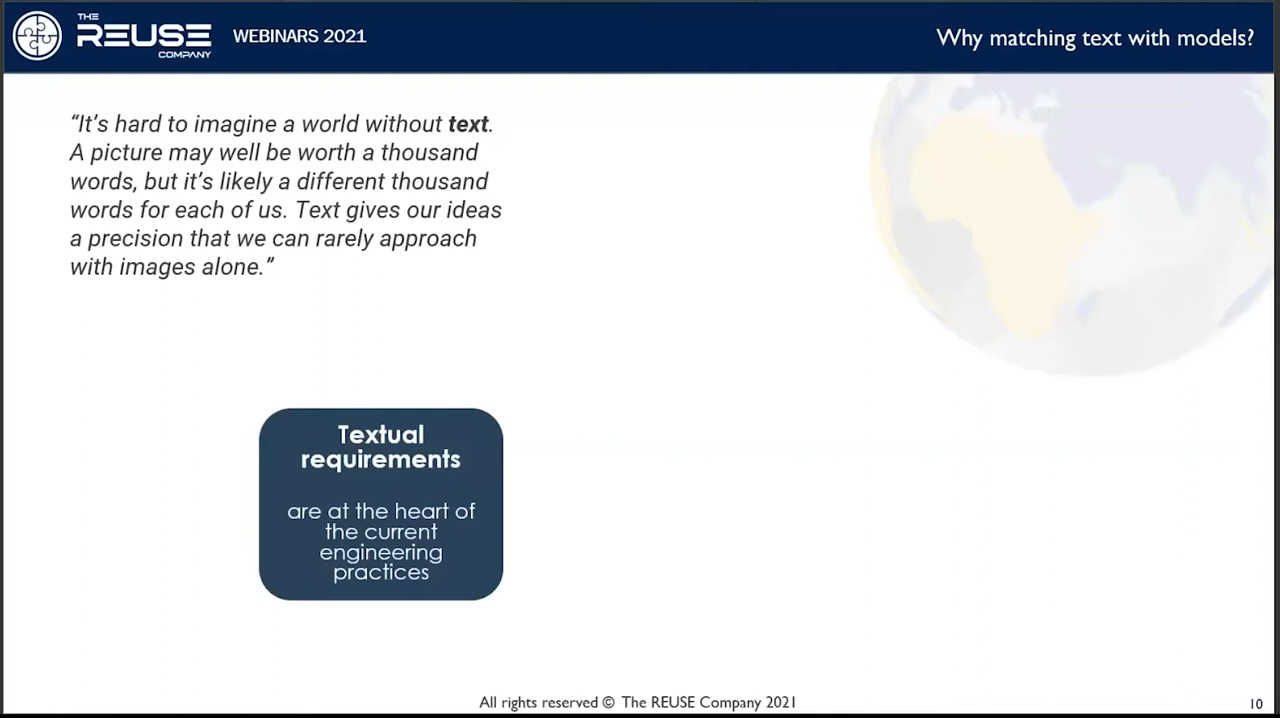 THE
REUSE
COMPANY
WEBINARS 2021
Why matching text with models?
“It’s hard to imagine a world without text.
A picture may well be worth a thousand
words, but it’s likely a different thousand
words for each of us. Text gives our ideas
a precision that we can rarely approach
with images alone.”
Textual
requirements
are at the heart of
the current
engineering
practices
All rights reserved © The REUSE Company 2021
10